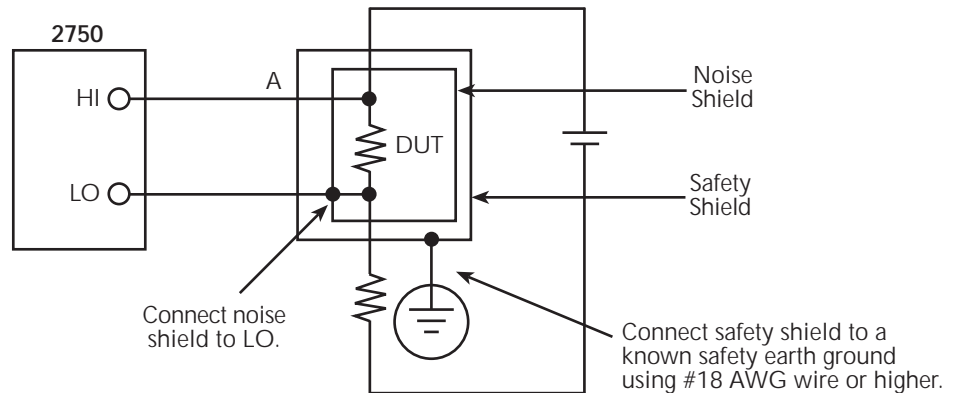 2750
A
HI
DUT
LO
Noise
Shield
Safety
Shield
Connect noise
shield to LO.
Connect safety shield to a
known safety earth ground
using #18 AWG wire or higher.